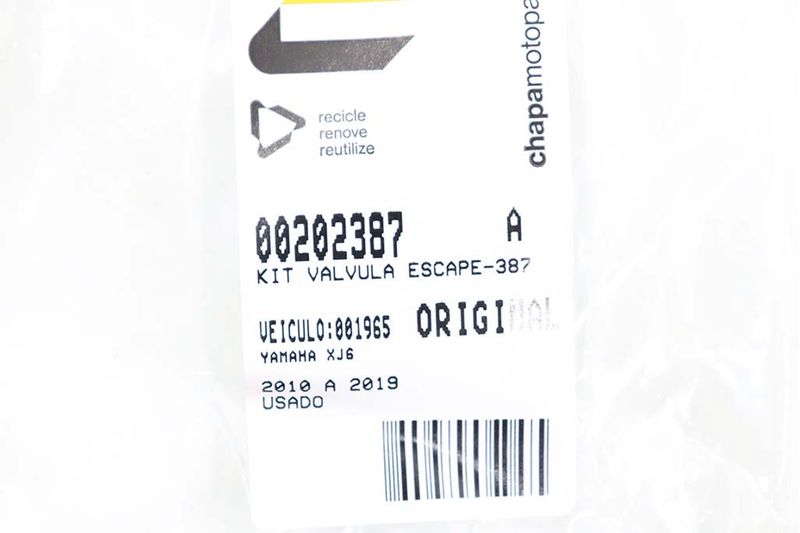 recicle
renove
reutilize
chapamotopa
00202387 A
KIT VALVULA ESCAPE-387
VEICULO:001965 ORIGINAL
YAMAHA XJ6
2010 A 2019
USADO